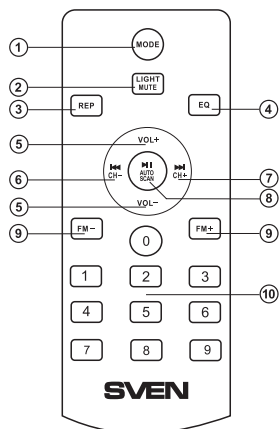 ① MODE
② LIGHT MUTE
③ REP EQ ④
⑤ VOL+
⑥ CH− AUTO SCAN CH+ ⑦
⑧
⑤ VOL−
⑨ FM− FM+ ⑨
0
1 2 3
⑩
4 5 6
7 8 9
SVEN